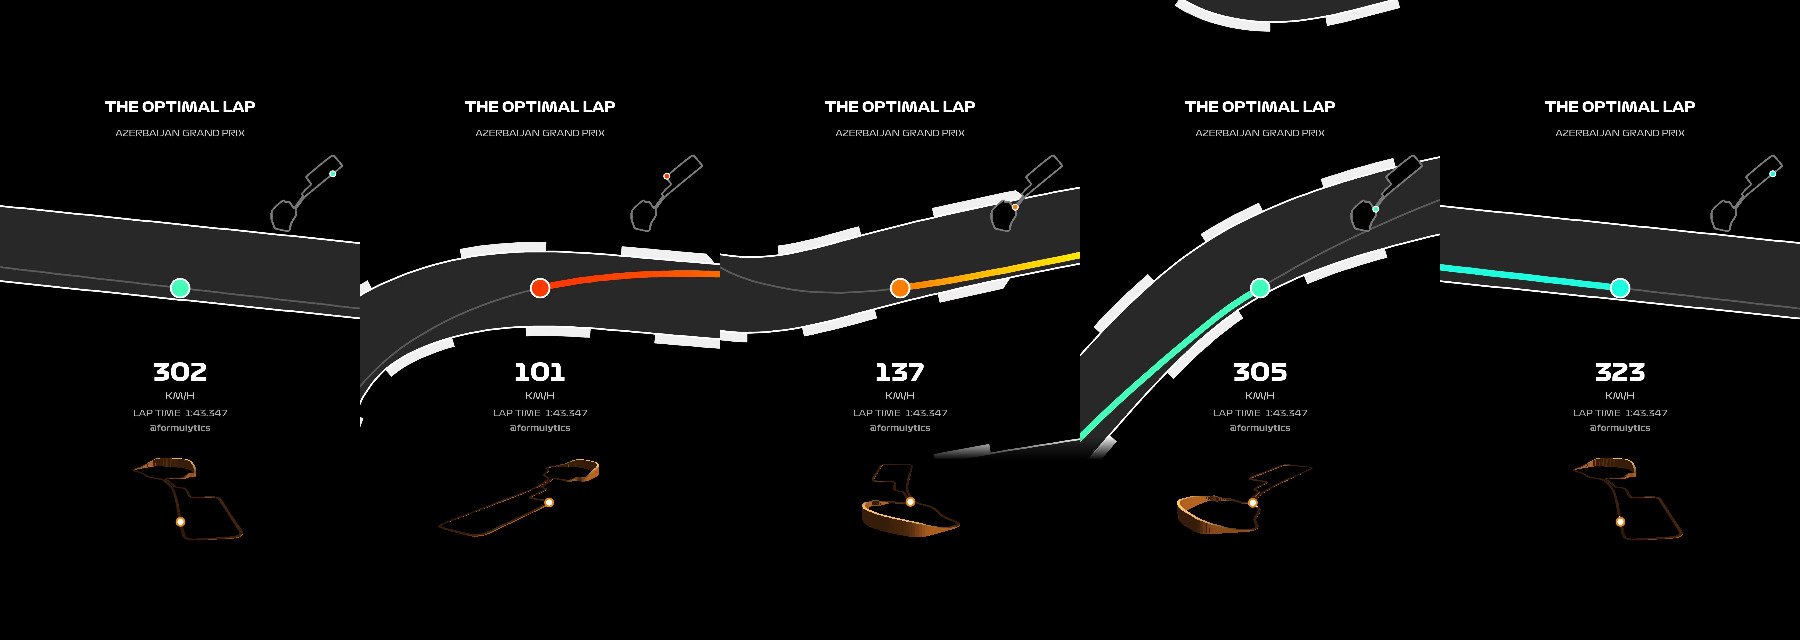 THE OPTIMAL LAP
AZERBAIJAN GRAND PRIX
302
KM/H
LAP TIME 1:43.347
@formulytics
THE OPTIMAL LAP
AZERBAIJAN GRAND PRIX
101
KM/H
LAP TIME 1:43.347
@formulytics
THE OPTIMAL LAP
AZERBAIJAN GRAND PRIX
137
KM/H
LAP TIME 1:43.347
@formulytics
THE OPTIMAL LAP
AZERBAIJAN GRAND PRIX
305
KM/H
LAP TIME 1:43.347
@formulytics
THE OPTIMAL LAP
AZERBAIJAN GRAND PRIX
323
KM/H
LAP TIME 1:43.347
@formulytics